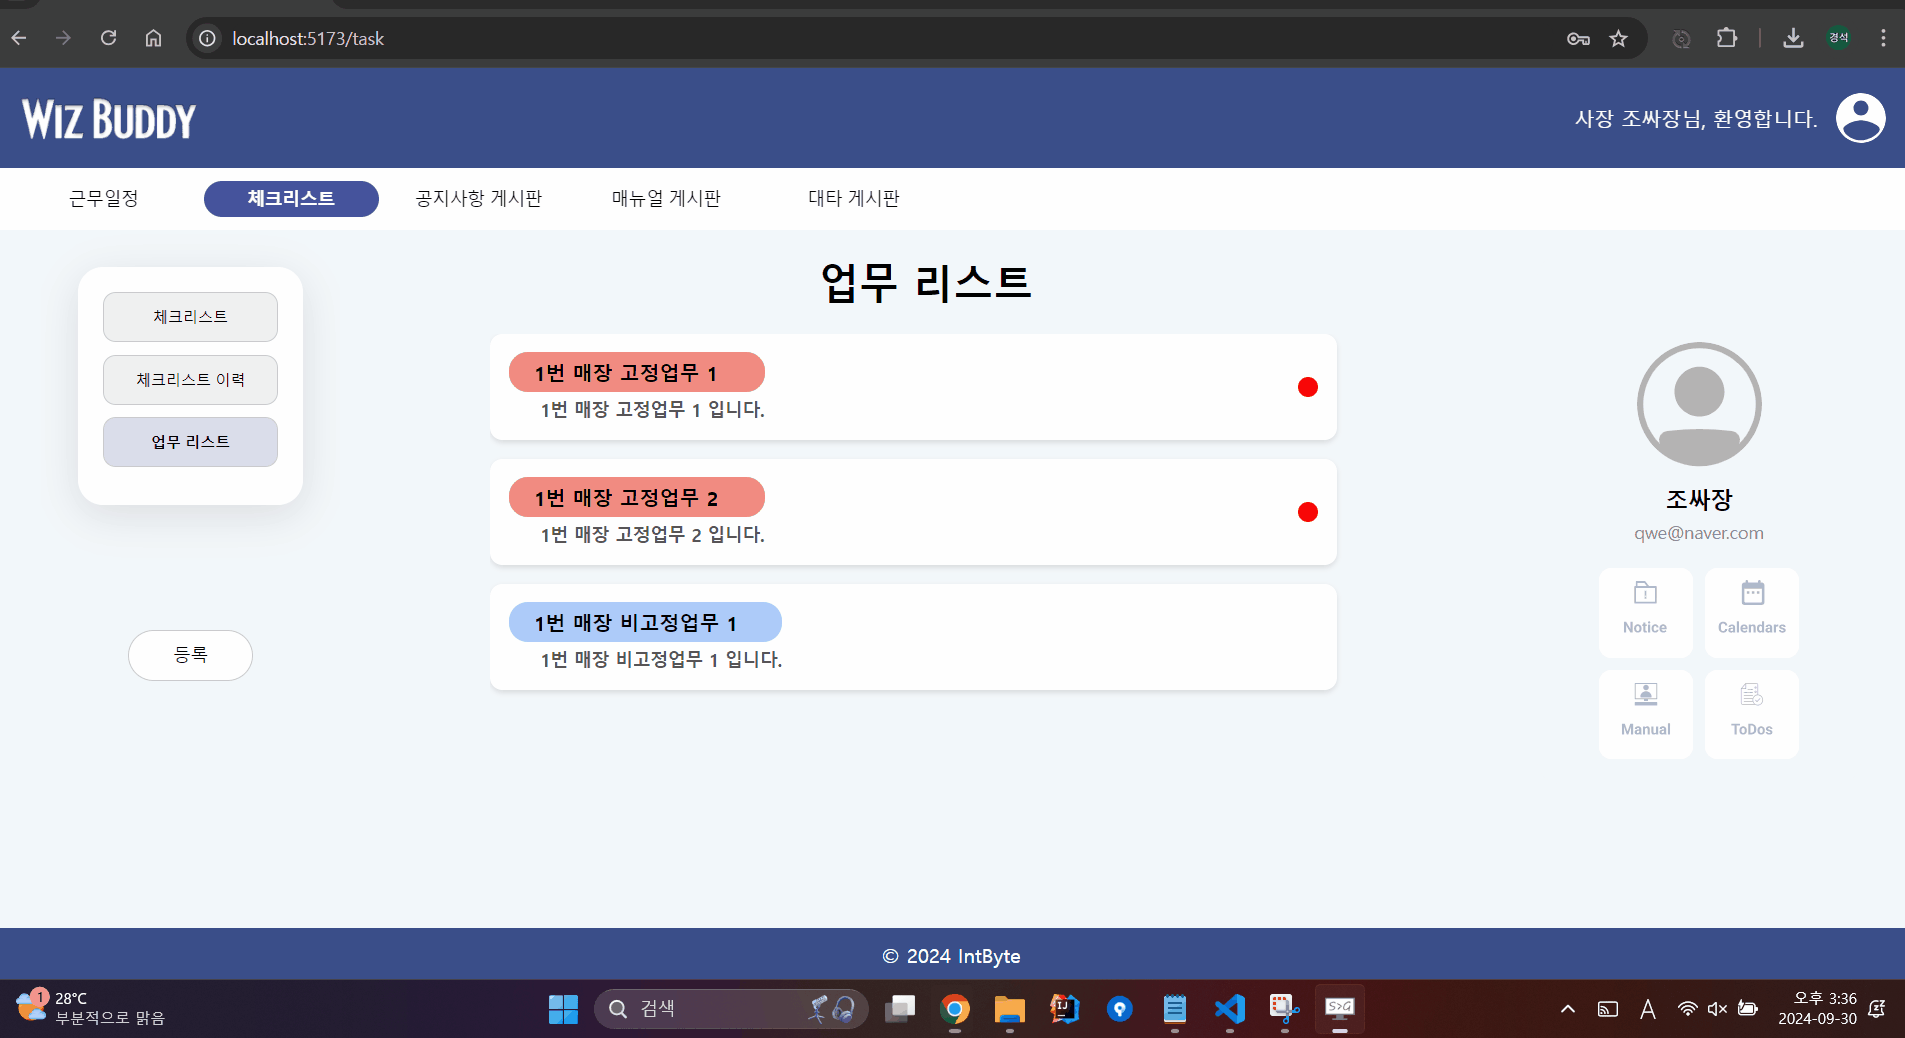 localhost:5173/task
경석
WIZ BUDDY
사장 조싸장님, 환영합니다.
근무일정
체크리스트
공지사항 게시판
매뉴얼 게시판
대타 게시판
체크리스트
체크리스트 이력
업무 리스트
등록
업무 리스트
1번 매장 고정업무 1
1번 매장 고정업무 1 입니다.
1번 매장 고정업무 2
1번 매장 고정업무 2 입니다.
1번 매장 비고정업무 1
1번 매장 비고정업무 1 입니다.
조싸장
qwe@naver.com
Notice
Calendars
Manual
ToDos
© 2024 IntByte
1
28°C
부분적으로 맑음
검색
IJ
S>G
A
오후 3:36
2024-09-30